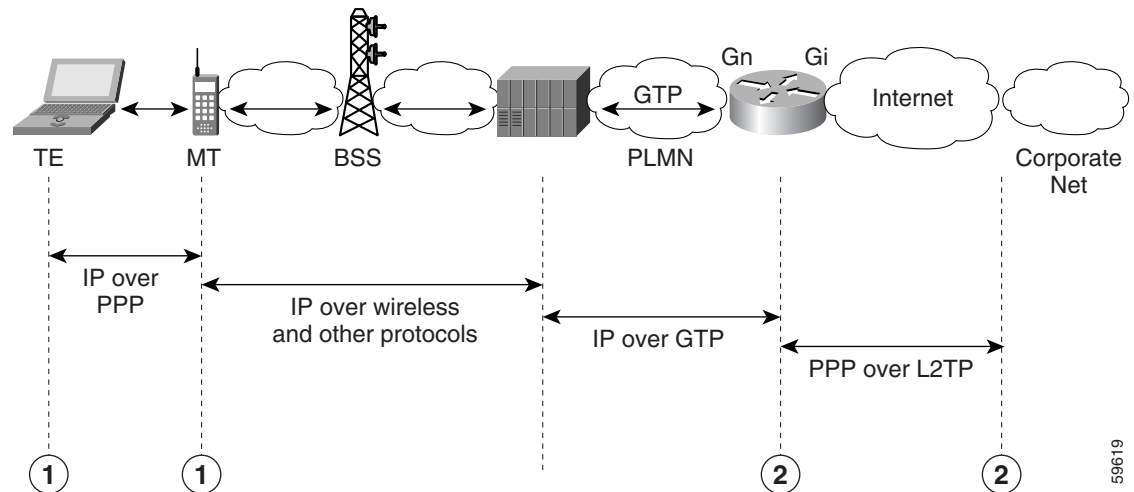 Gn
Gi
GTP
Internet
TE
MT
BSS
PLMN
Corporate
Net
IP over
PPP
IP over wireless
and other protocols
IP over GTP
PPP over L2TP
1
1
2
2
59619